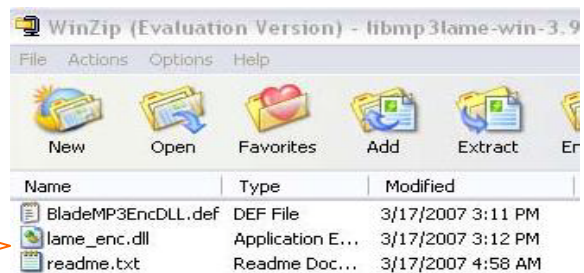 WinZip (Evaluation Version) - libmp3lame-win-3.9
File Actions Options Help
New Open Favorites Add Extract
Name Type Modified
BladeMP3EncDLL.def DEF File 3/17/2007 3:11 PM
lame_enc.dll Application E... 3/17/2007 3:12 PM
readme.txt Readme Doc... 3/17/2007 4:58 AM